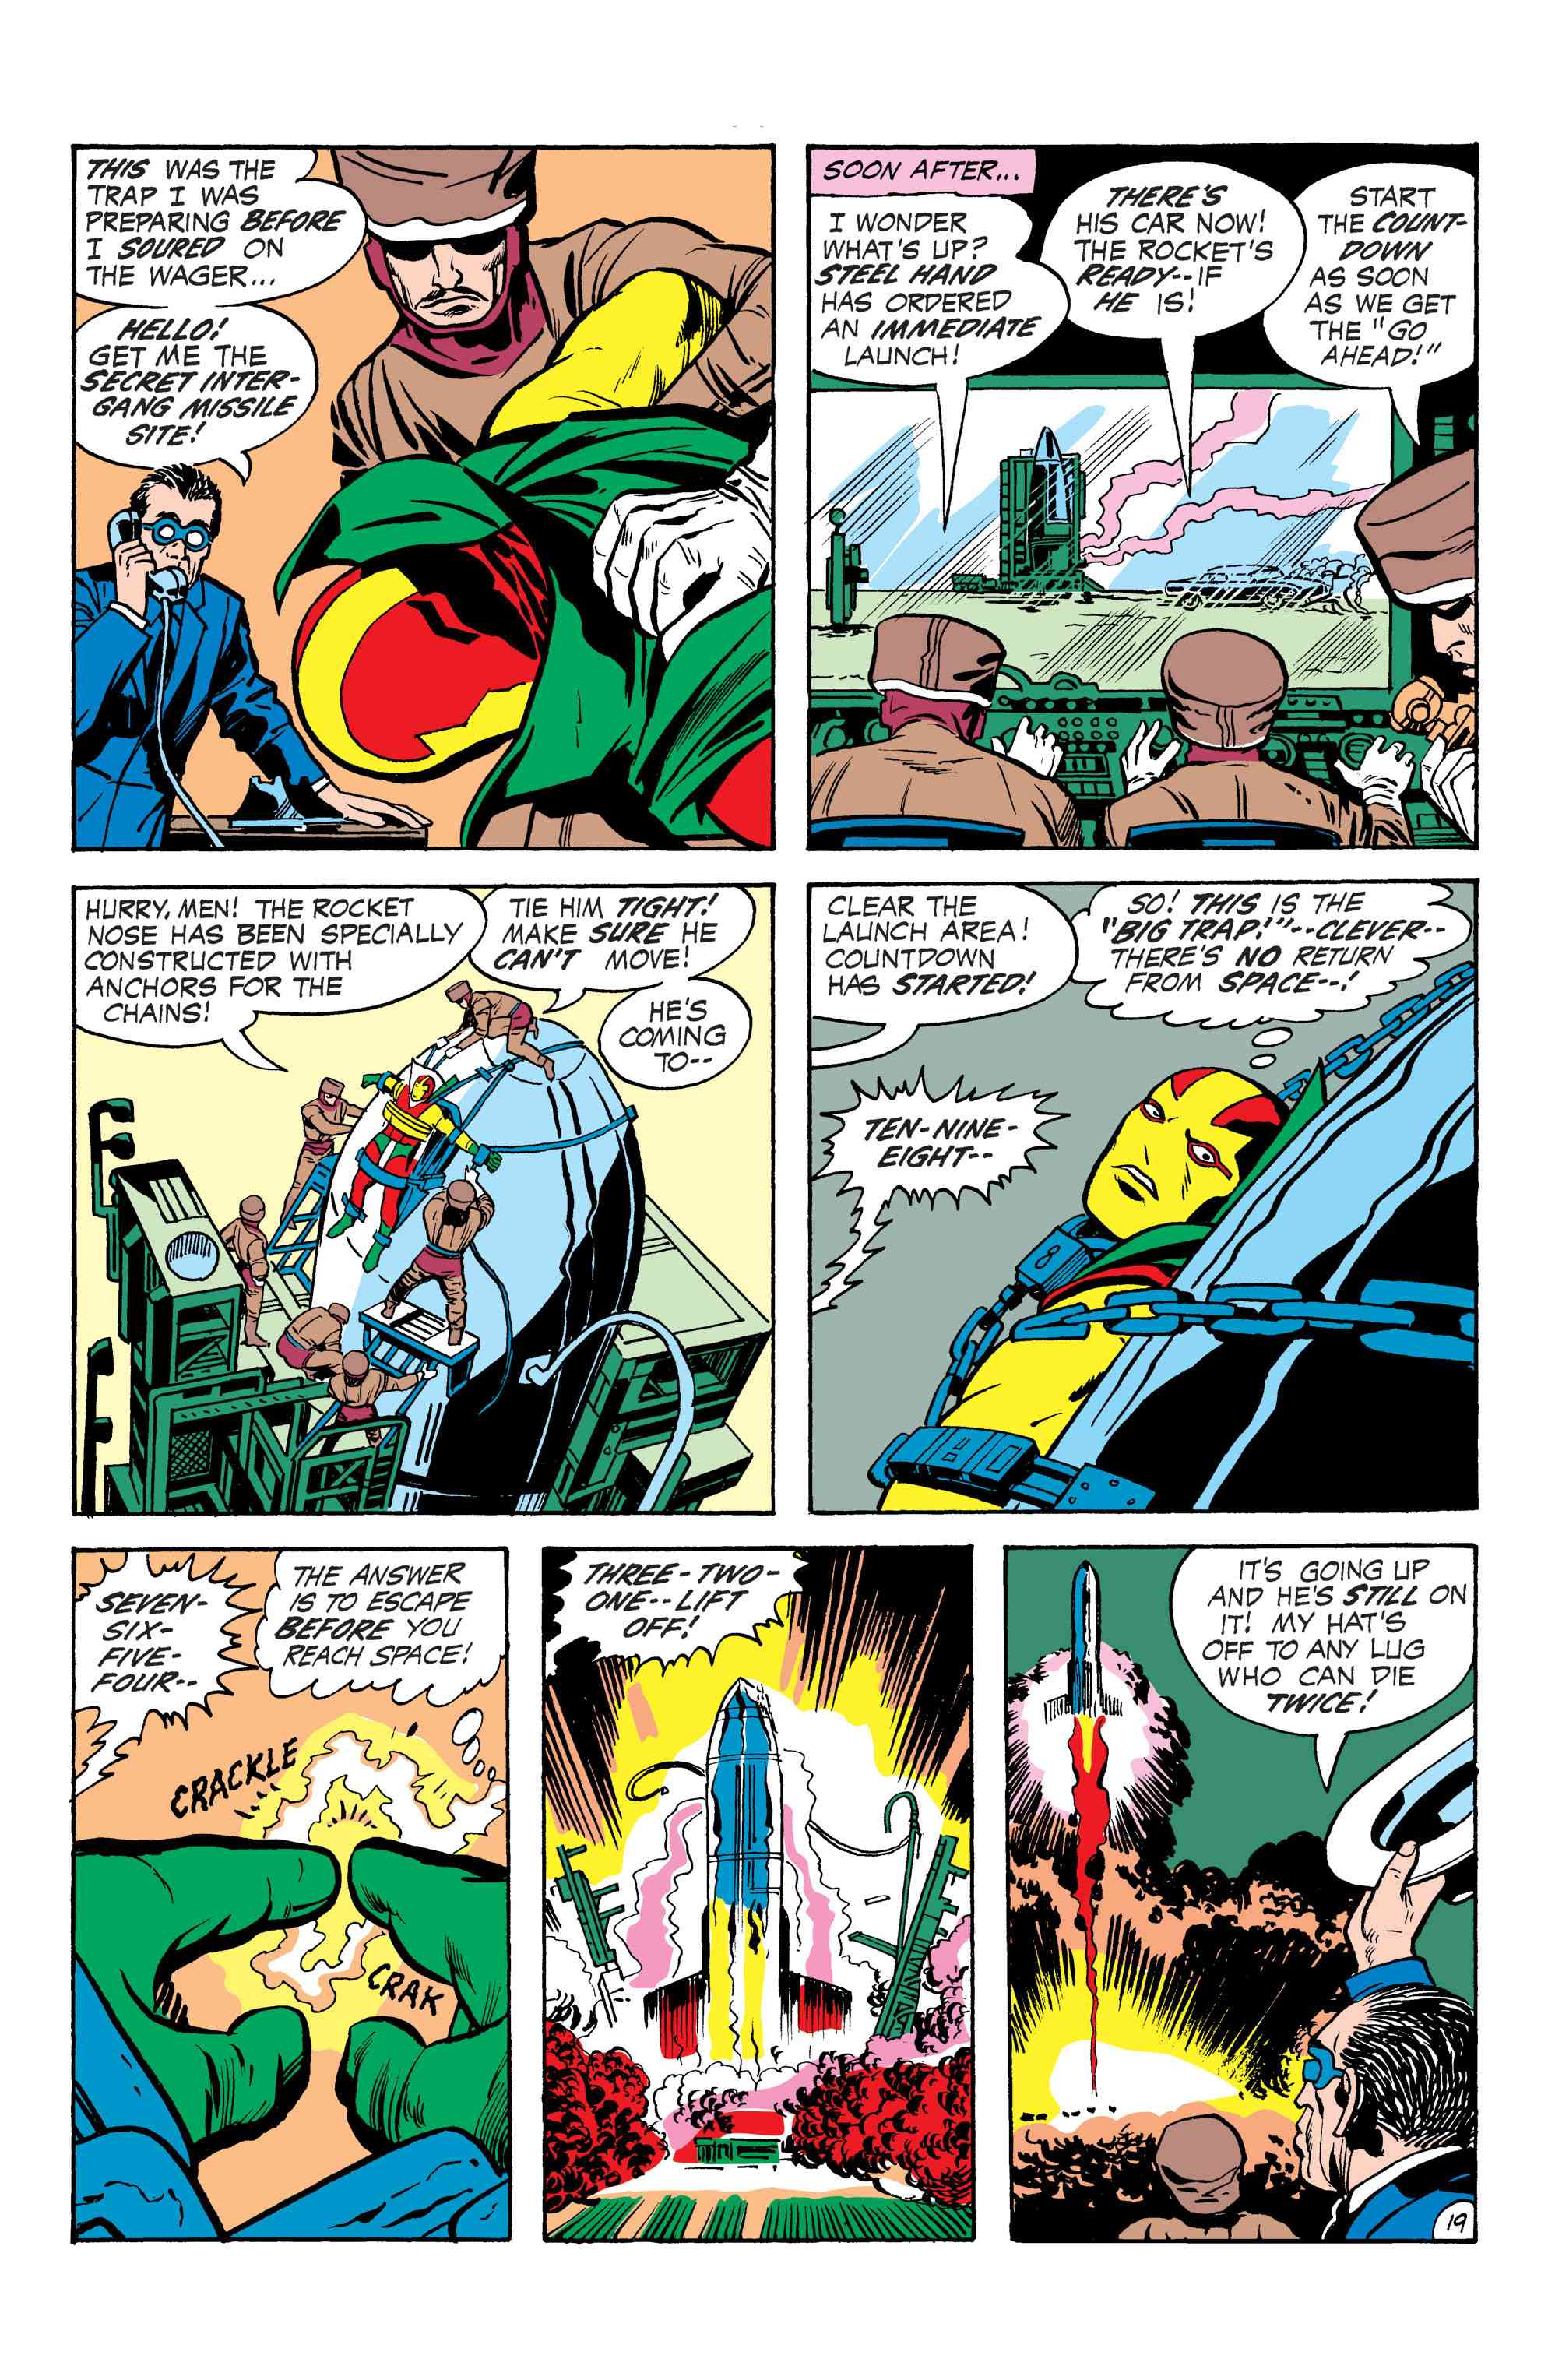 THIS WAS THE
TRAP I WAS
PREPARING BEFORE
I SOURED ON
THE WAGER...
HELLO!
GET ME THE
SECRET INTER-
GANG MISSILE
SITE!
SOON AFTER...
I WONDER
WHAT'S UP?
STEEL HAND
HAS ORDERED
AN IMMEDIATE
LAUNCH!
THERE'S
HIS CAR NOW!
THE ROCKET'S
READY--IF
HE IS!
START
THE COUNT-
DOWN
AS SOON
AS WE GET
THE "GO
AHEAD!"
HURRY, MEN! THE ROCKET
NOSE HAS BEEN SPECIALLY
CONSTRUCTED WITH
ANCHORS FOR THE
CHAINS!
TIE HIM TIGHT!
MAKE SURE HE
CAN'T MOVE!
HE'S
COMING
TO--
CLEAR THE
LAUNCH AREA!
COUNTDOWN
HAS STARTED!
SO! THIS IS THE
"BIG TRAP!"--CLEVER--
THERE'S NO RETURN
FROM SPACE--!
TEN-NINE-
EIGHT--
SEVEN-
SIX-
FIVE-
FOUR--
THE ANSWER
IS TO ESCAPE
BEFORE YOU
REACH SPACE!
CRACKLE
CRAK
THREE-TWO-
ONE--LIFT
OFF!
IT'S GOING UP
AND HE'S STILL ON
IT! MY HAT'S
OFF TO ANY LUG
WHO CAN DIE
TWICE!
19